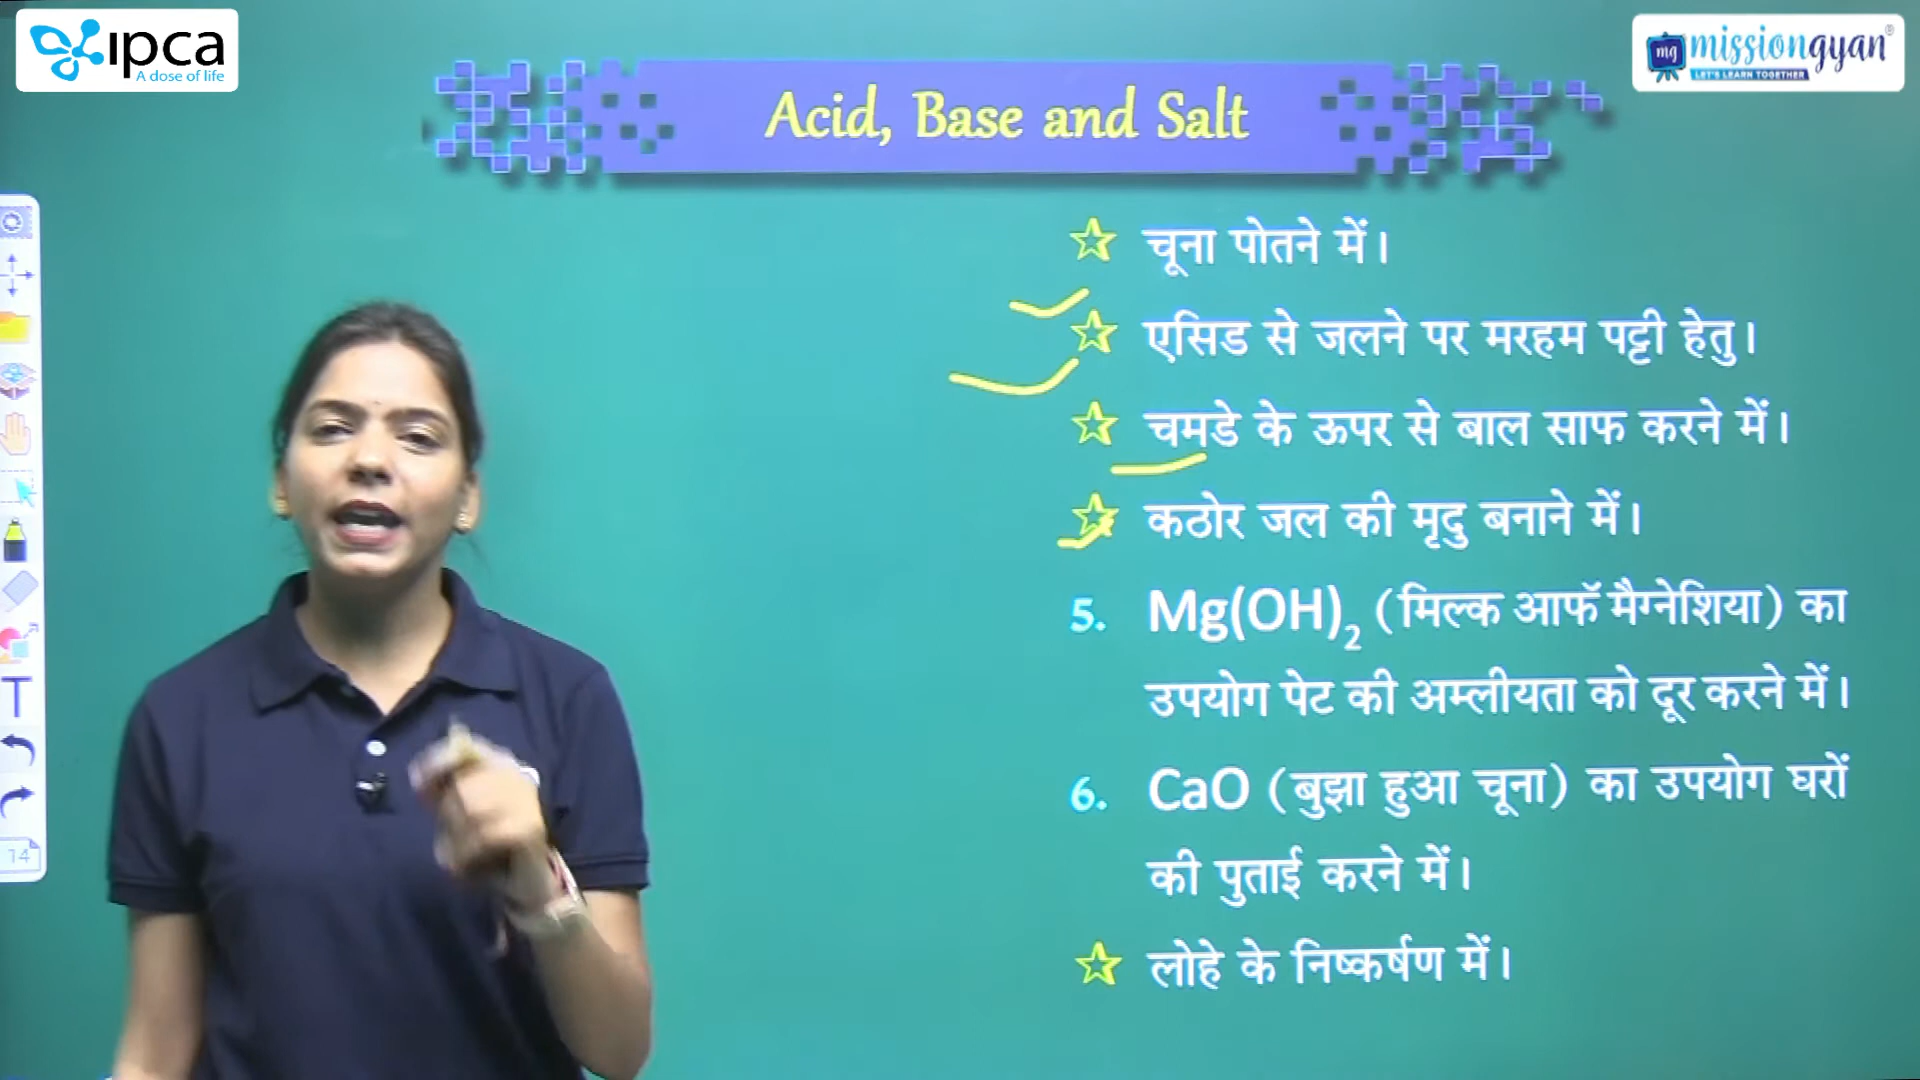 ipca
A dose of life
mg missiongyan®
LET'S LEARN TOGETHER
Acid, Base and Salt
☆ चूना पोतने में।
☆ एसिड से जलने पर मरहम पट्टी हेतु।
☆ चमडे के ऊपर से बाल साफ करने में।
☆ कठोर जल की मृदु बनाने में।
5. Mg(OH)₂ (मिल्क आफॅ मैग्नेशिया) का
उपयोग पेट की अम्लीयता को दूर करने में।
6. CaO (बुझा हुआ चूना) का उपयोग घरों
की पुताई करने में।
☆ लोहे के निष्कर्षण में।
T
14